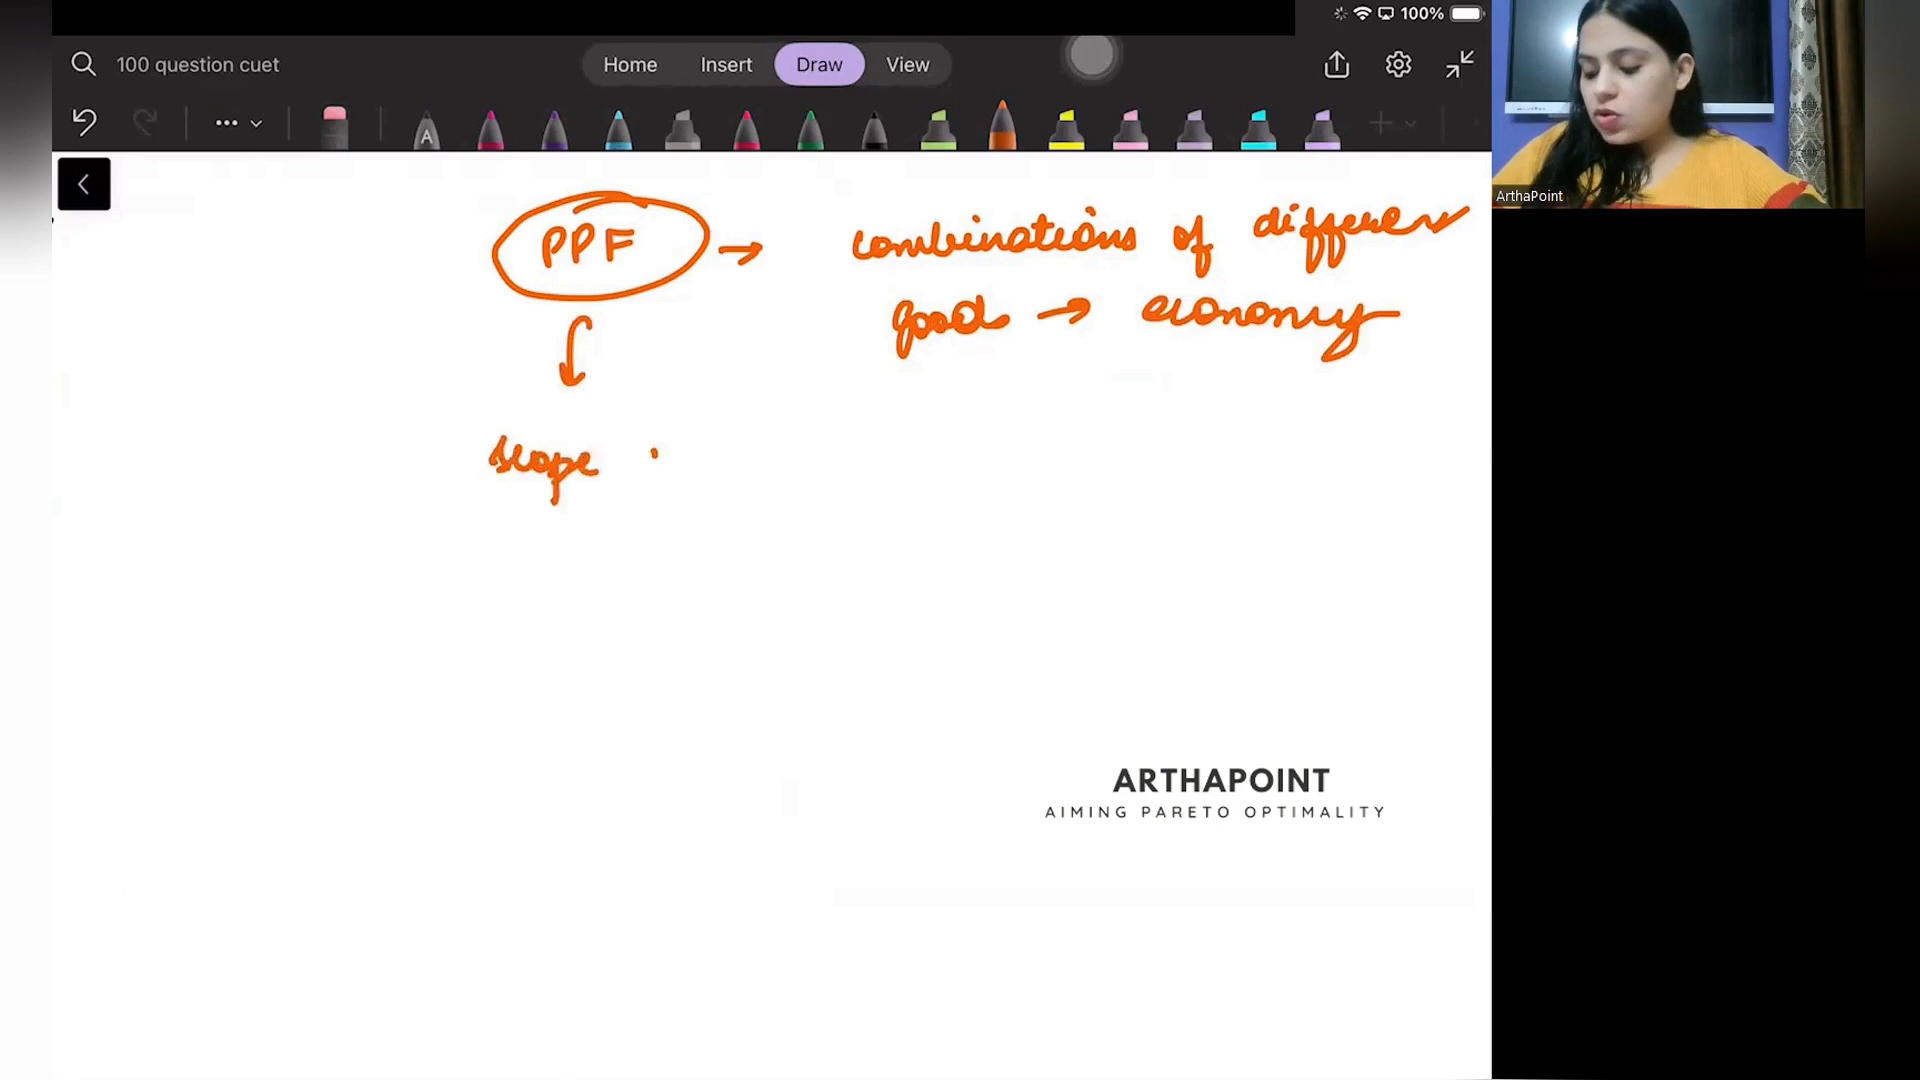 100%
100 question cuet
Home Insert Draw View
A
ArthaPoint
PPF → combinations of different
goods → economy
slope
ARTHAPOINT
AIMING PARETO OPTIMALITY